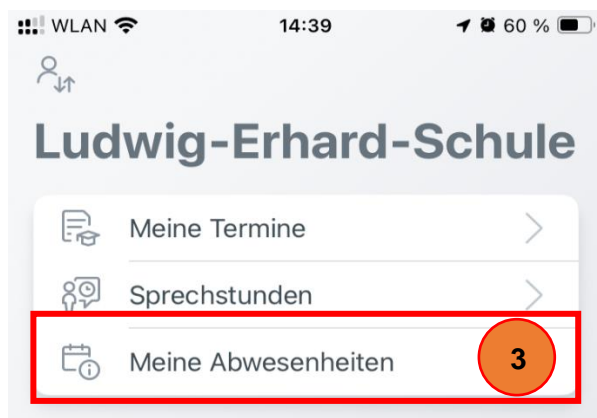 WLAN 14:39 60 %
Ludwig-Erhard-Schule
Meine Termine
Sprechstunden
Meine Abwesenheiten 3